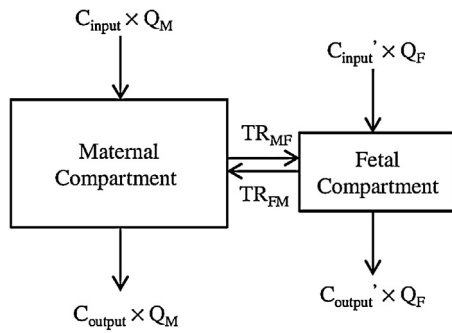 C_input × Q_M
C_input' × Q_F
Maternal
Compartment
TR_MF
TR_FM
Fetal
Compartment
C_output × Q_M
C_output' × Q_F